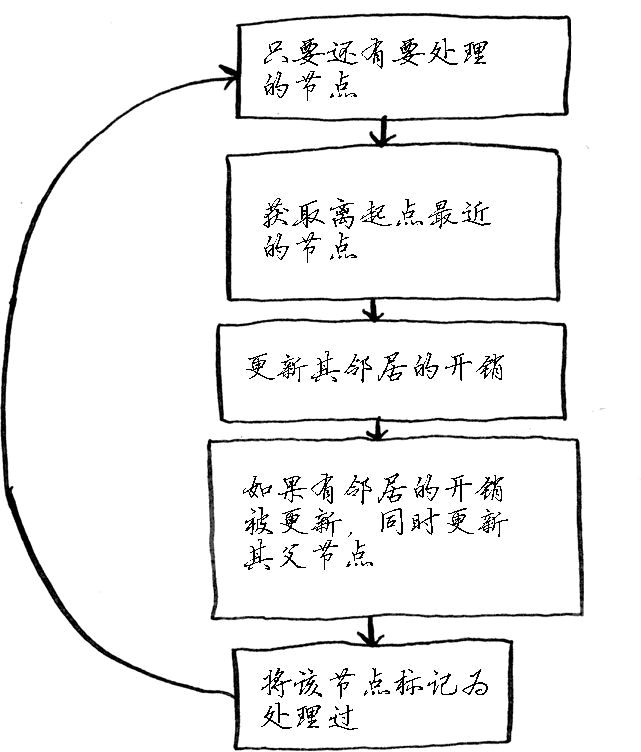 只要还有要处理
的节点
获取离起点最近
的节点
更新其邻居的开销
如果有邻居的开销
被更新，同时更新
其父节点
将该节点标记为
处理过